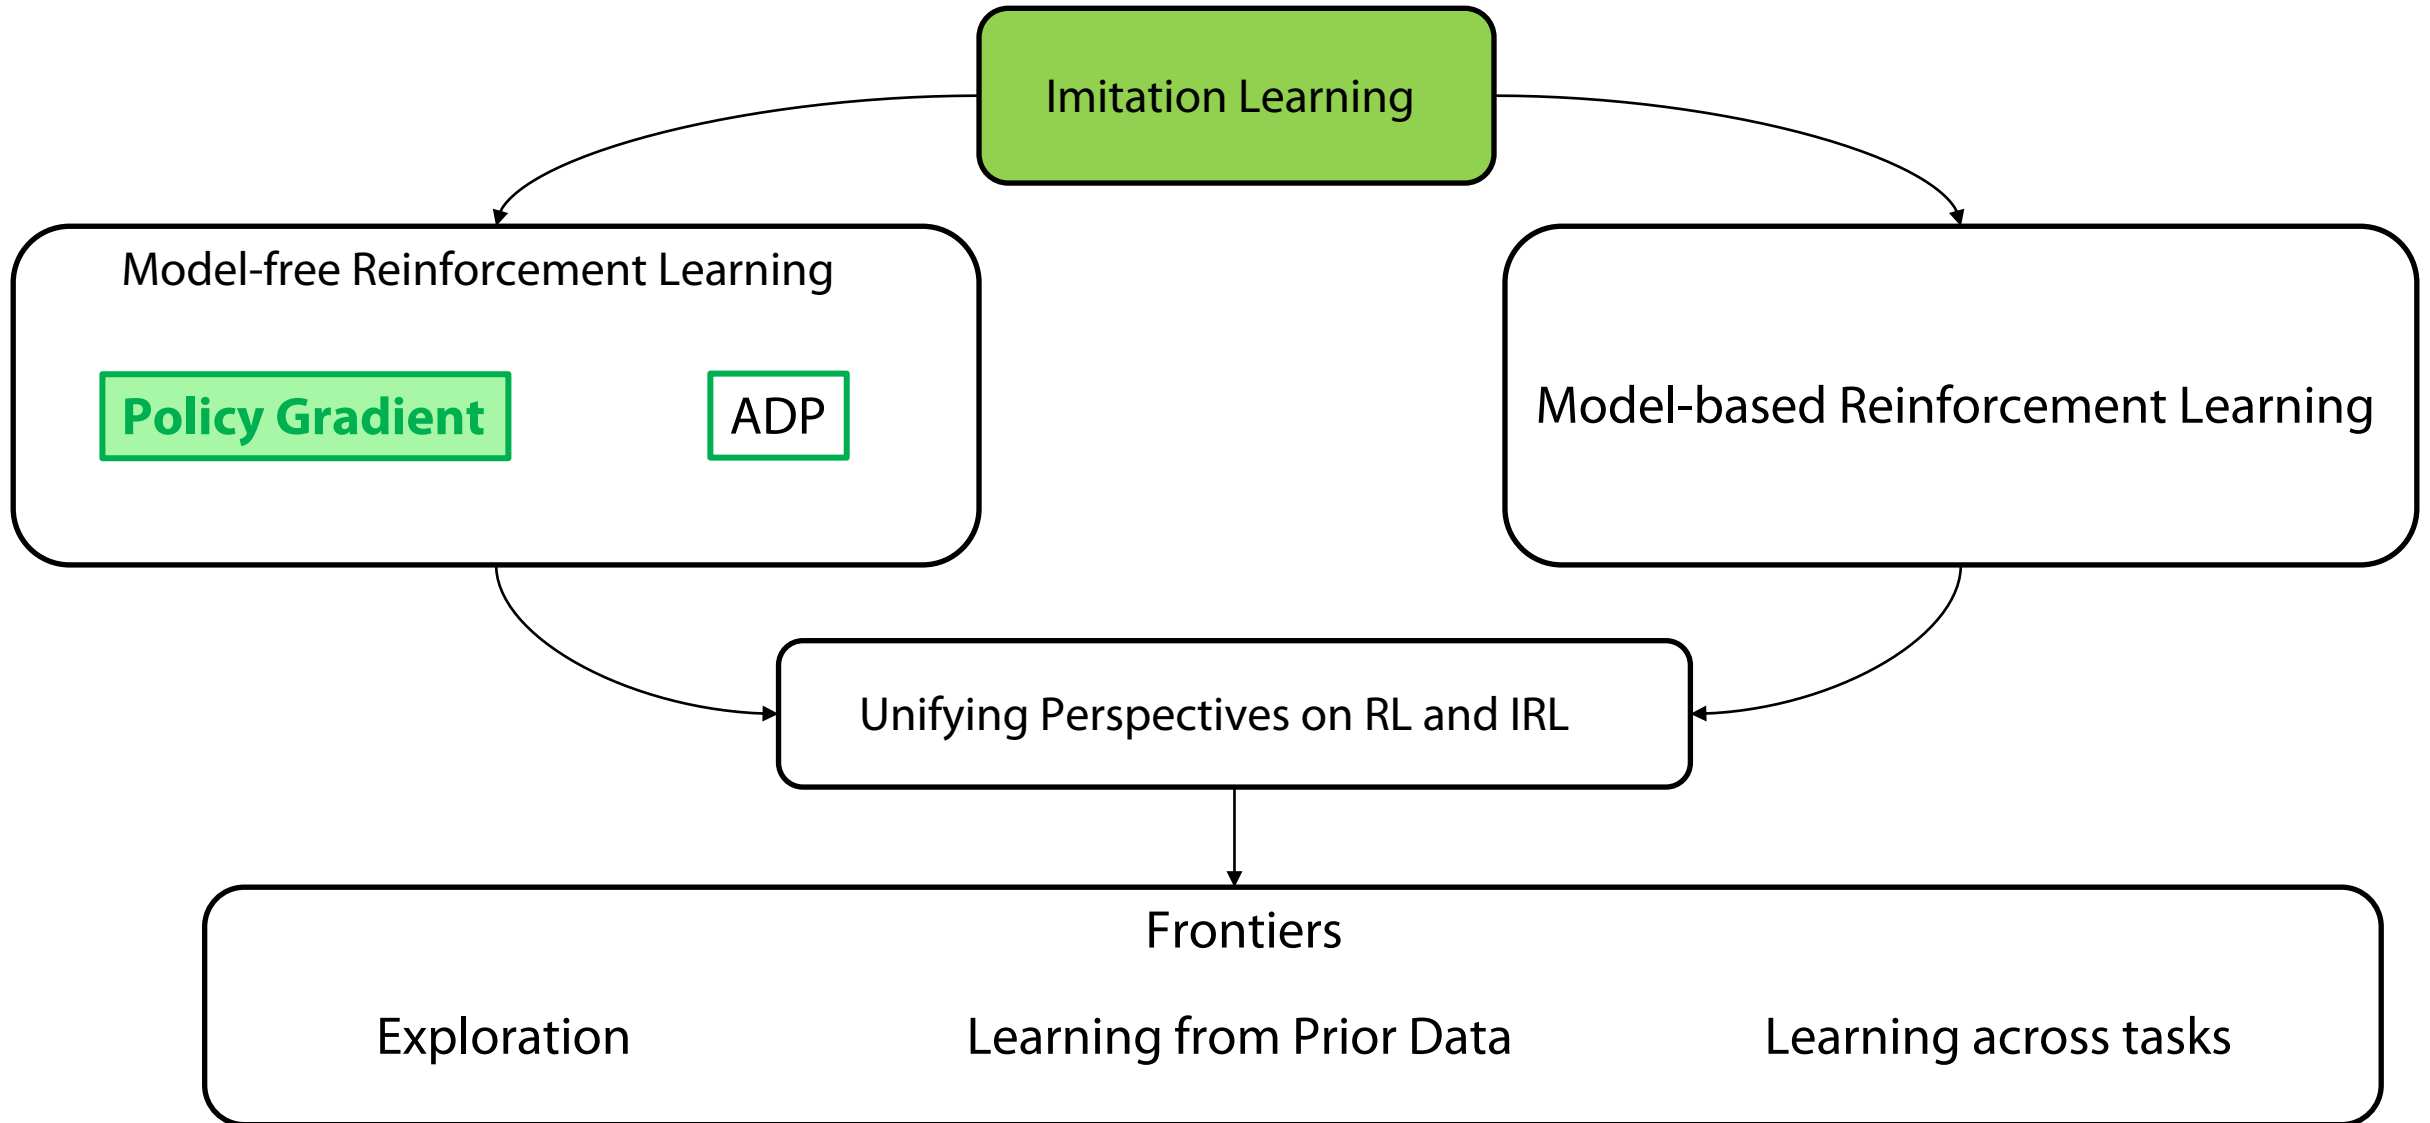 Imitation Learning
Model-free Reinforcement Learning
Policy Gradient
ADP
Model-based Reinforcement Learning
Unifying Perspectives on RL and IRL
Frontiers
Exploration
Learning from Prior Data
Learning across tasks